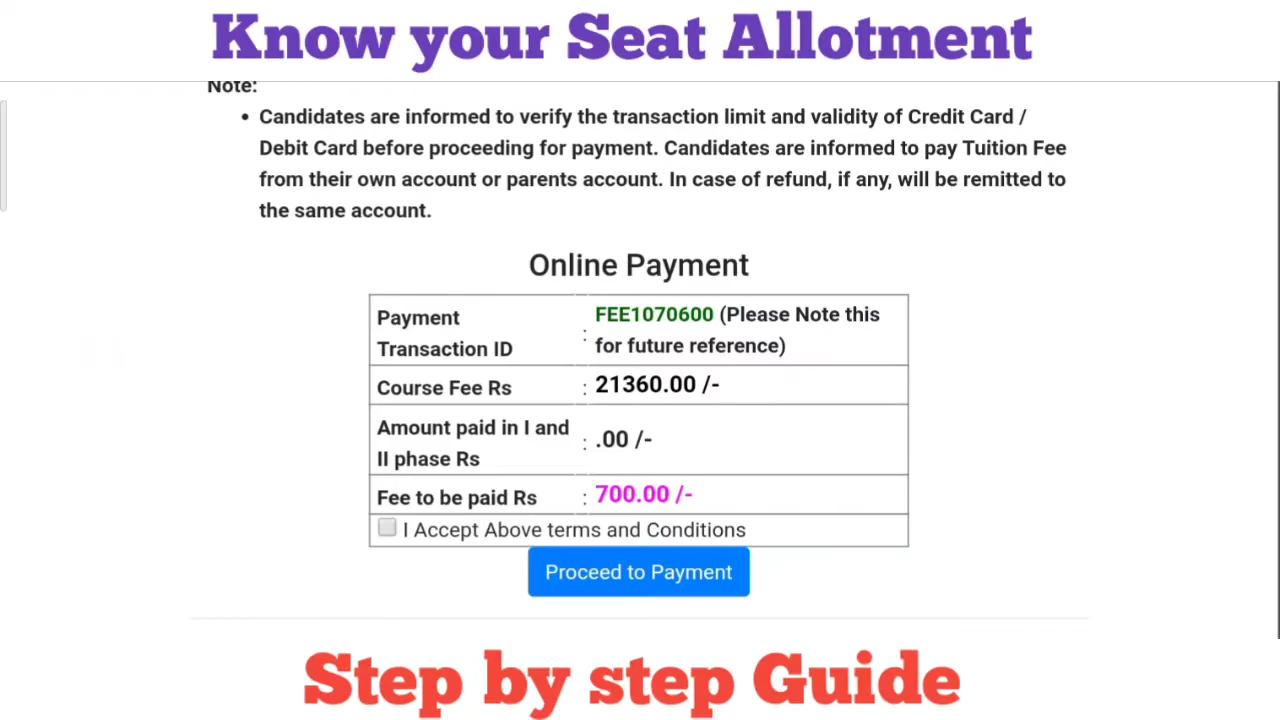 Know your Seat Allotment
Note:
• Candidates are informed to verify the transaction limit and validity of Credit Card /
Debit Card before proceeding for payment. Candidates are informed to pay Tuition Fee
from their own account or parents account. In case of refund, if any, will be remitted to
the same account.
Online Payment
Payment Transaction ID : FEE1070600 (Please Note this for future reference)
Course Fee Rs : 21360.00 /-
Amount paid in I and II phase Rs : .00 /-
Fee to be paid Rs : 700.00 /-
I Accept Above terms and Conditions
Proceed to Payment
Step by step Guide